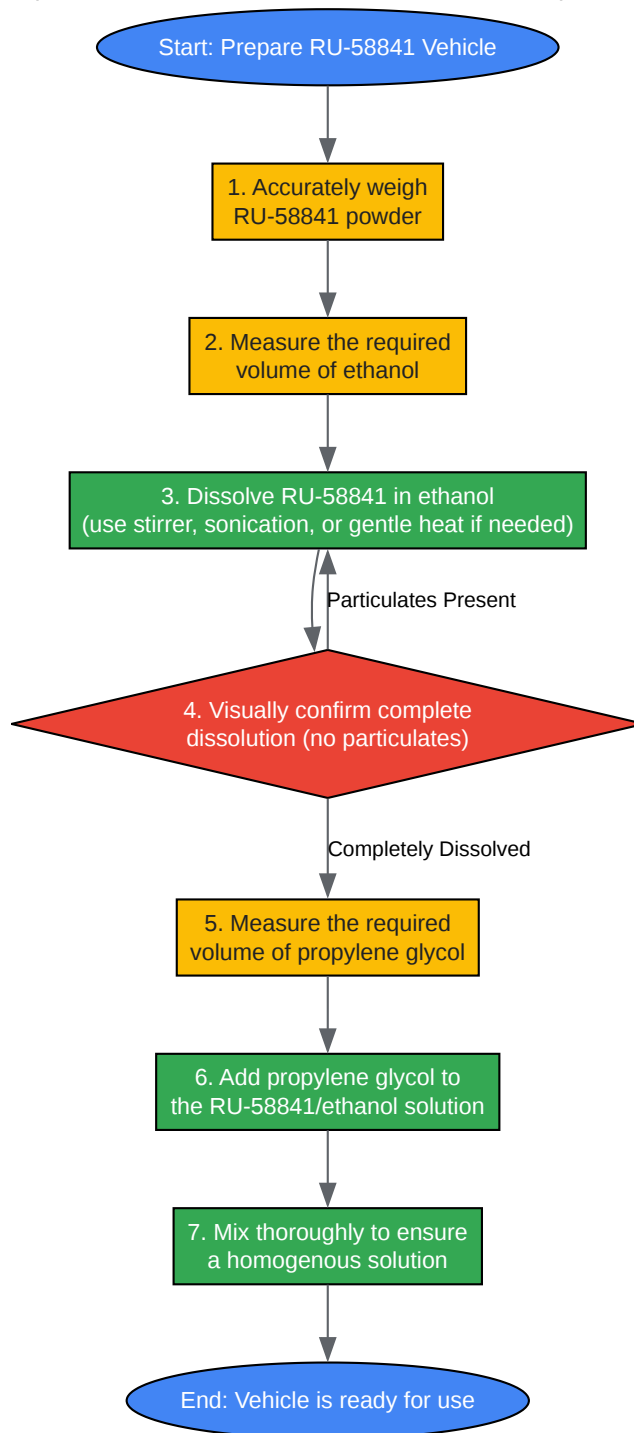 Start: Prepare RU-58841 Vehicle
1. Accurately weigh
RU-58841 powder
2. Measure the required
volume of ethanol
3. Dissolve RU-58841 in ethanol
(use stirrer, sonication, or gentle heat if needed)
Particulates Present
4. Visually confirm complete
dissolution (no particulates)
Completely Dissolved
5. Measure the required
volume of propylene glycol
6. Add propylene glycol to
the RU-58841/ethanol solution
7. Mix thoroughly to ensure
a homogenous solution
End: Vehicle is ready for use